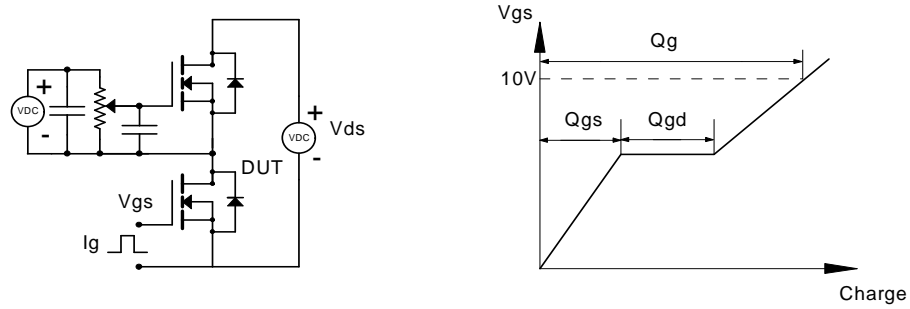 +
VDC
-
+
VDC
-
Vds
DUT
Vgs
Ig
Vgs
Qg
10V
Qgs
Qgd
Charge